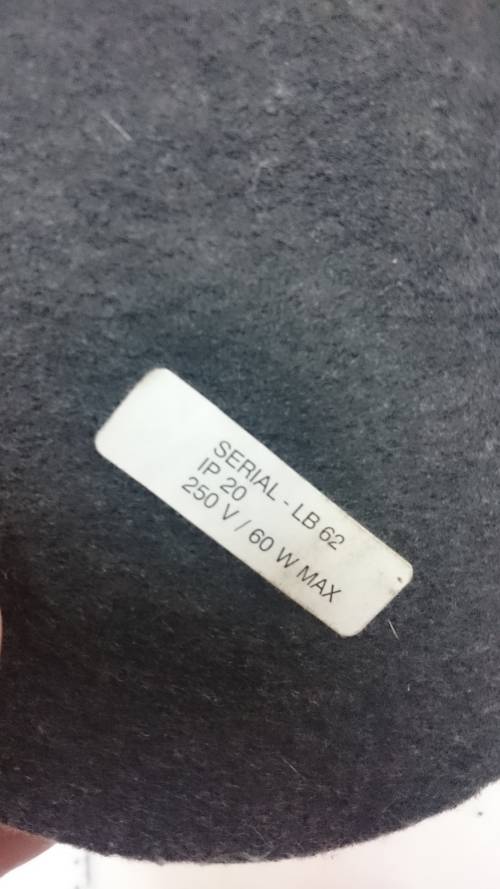 SERIAL - LB 62
IP 20
250 V / 60 W MAX